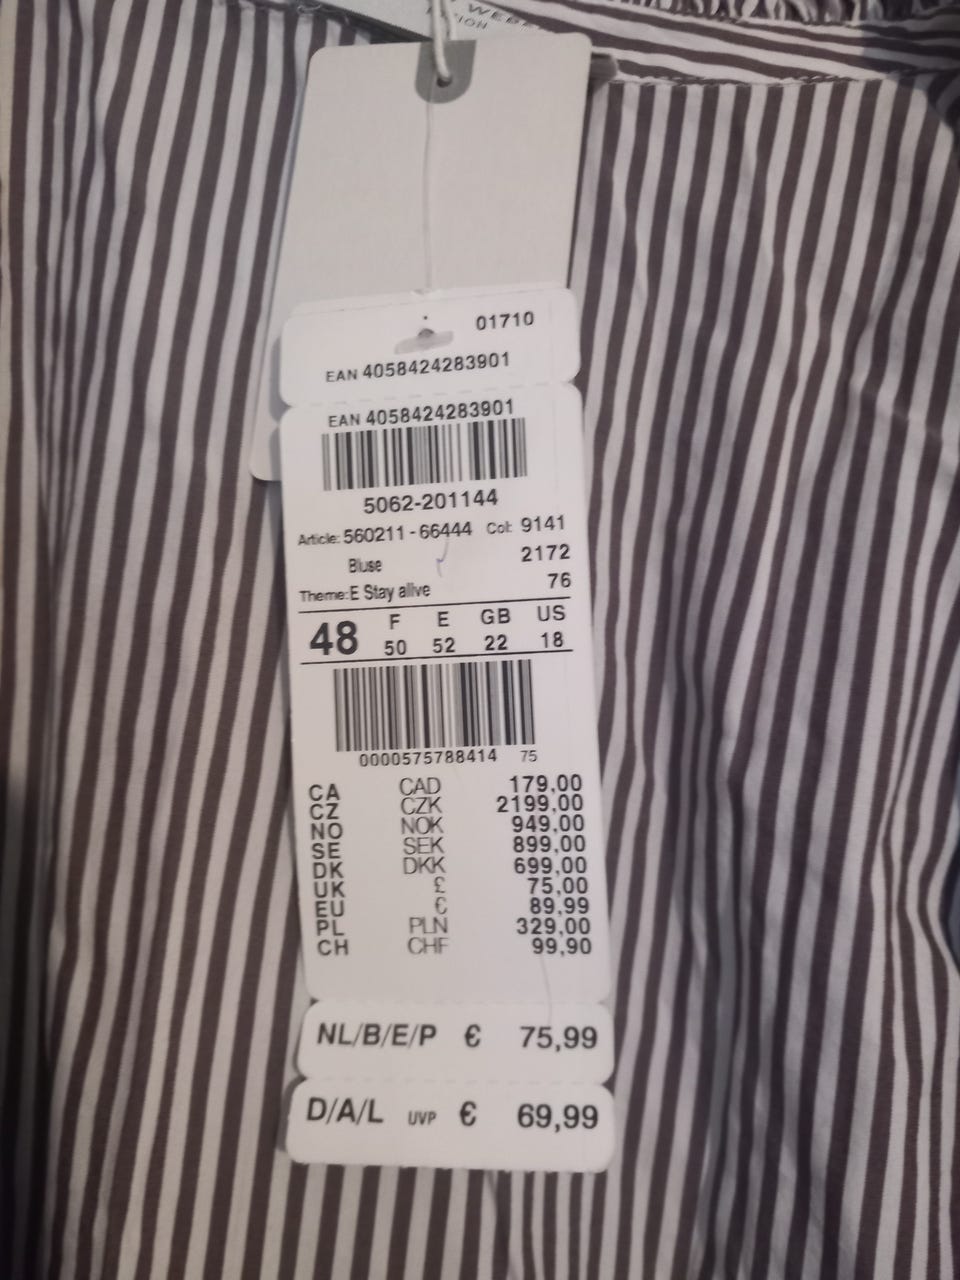 WEBE
TION
01710
EAN 4058424283901
EAN 4058424283901
5062-201144
Article: 560211 - 66444 Col: 9141
Bluse 2172
Theme: E Stay alive 76
48 F E GB US
50 52 22 18
0000575788414 75
CA CAD 179,00
CZ CZK 2199,00
NO NOK 949,00
SE SEK 899,00
DK DKK 699,00
UK £ 75,00
EU € 89,99
PL PLN 329,00
CH CHF 99,90
NL/B/E/P € 75,99
D/A/L UVP € 69,99